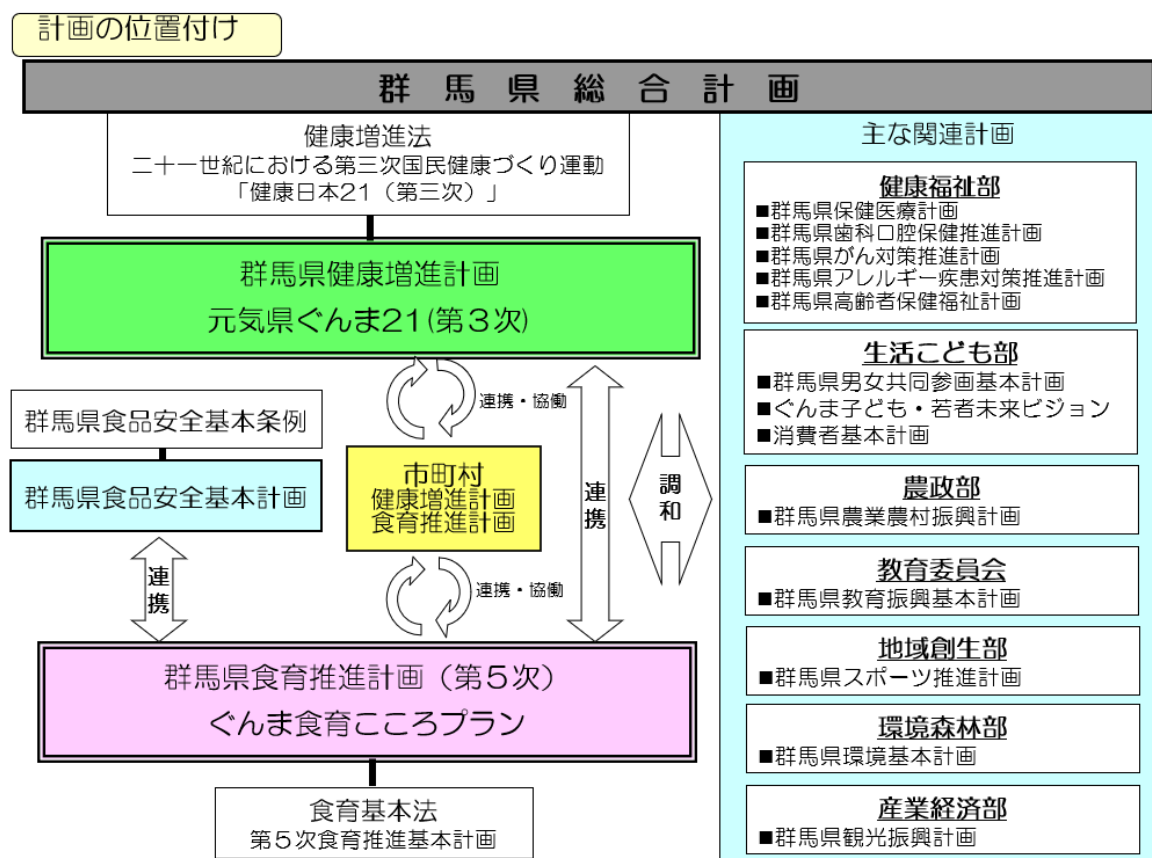 計画の位置付け
群馬県総合計画
健康増進法
二十一世紀における第三次国民健康づくり運動
「健康日本21（第三次）」
群馬県健康増進計画
元気県ぐんま21(第３次)
連携・協働
群馬県食品安全基本条例
群馬県食品安全基本計画
市町村
健康増進計画
食育推進計画
連携
調和
連携
連携・協働
群馬県食育推進計画（第５次）
ぐんま食育こころプラン
食育基本法
第５次食育推進基本計画
主な関連計画
健康福祉部
■群馬県保健医療計画
■群馬県歯科口腔保健推進計画
■群馬県がん対策推進計画
■群馬県アレルギー疾患対策推進計画
■群馬県高齢者保健福祉計画
生活こども部
■群馬県男女共同参画基本計画
■ぐんま子ども・若者未来ビジョン
■消費者基本計画
農政部
■群馬県農業農村振興計画
教育委員会
■群馬県教育振興基本計画
地域創生部
■群馬県スポーツ推進計画
環境森林部
■群馬県環境基本計画
産業経済部
■群馬県観光振興計画